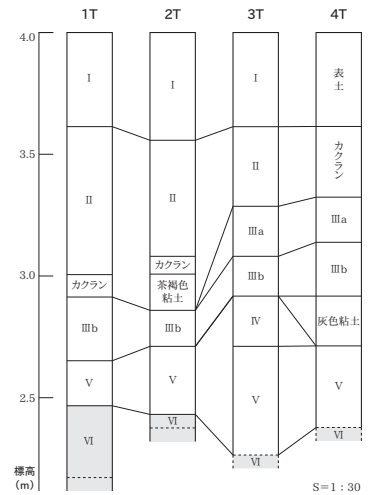 1T 2T 3T 4T
4.0
3.5
3.0
2.5
標高
(m)
I
II
カクラン
IIIb
V
VI
I
II
カクラン
茶褐色
粘土
IIIb
V
VI
I
II
IIIa
IIIb
IV
V
VI
表土
カクラン
IIIa
IIIb
灰色粘土
V
VI
S=1:30